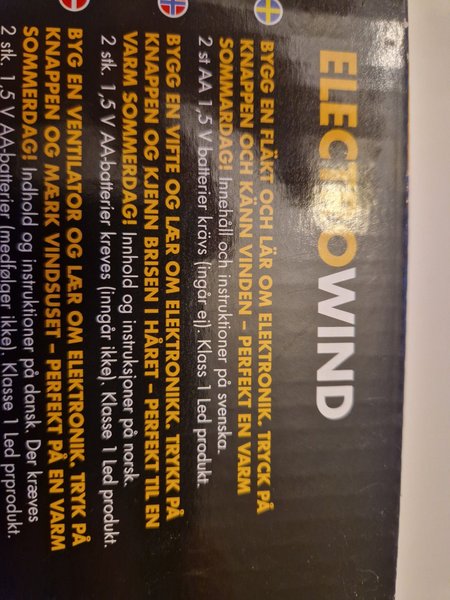 ELECTROWIND
BYGG EN FLÄKT OCH LÄR OM ELEKTRONIK. TRYCK PÅ
KNAPPEN OCH KÄNN VINDEN – PERFEKT EN VARM
SOMMARDAG! Innehåll och instruktioner på svenska.
2 st AA 1,5 V batterier krävs (ingår ej). Klass 1 Led produkt.
BYGG EN VIFTE OG LÆR OM ELEKTRONIKK. TRYKK PÅ
KNAPPEN OG KJENN BRISEN I HÅRET – PERFEKT TIL EN
VARM SOMMERDAG! Innhold og instruksjoner på norsk.
2 stk. 1,5 V AA-batterier kreves (inngår ikke). Klasse 1 Led produkt.
BYG EN VENTILATOR OG LÆR OM ELEKTRONIK. TRYK PÅ
KNAPPEN OG MÆRK VINDSUSET – PERFEKT PÅ EN VARM
SOMMERDAG! Indhold og instruktioner på dansk. Der kræves
2 stk. 1,5 V AA-batterier (medfølger ikke). Klasse 1 Led prprodukt.